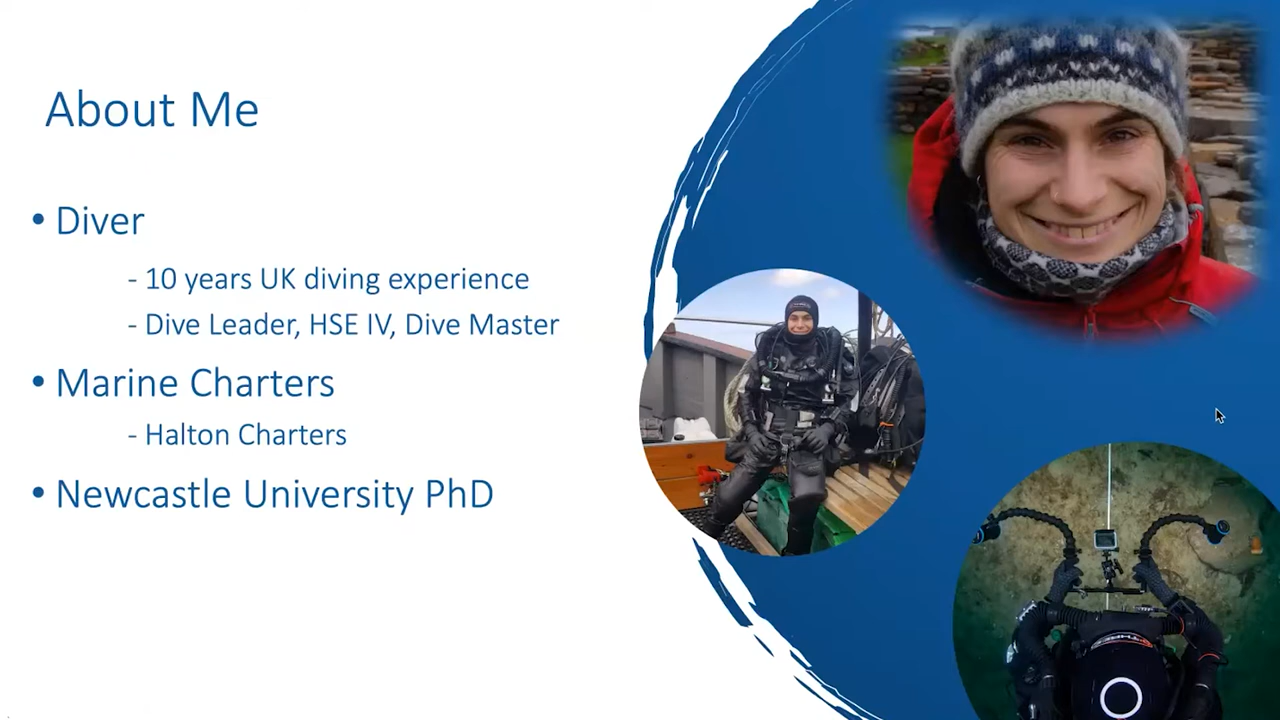 About Me
• Diver
- 10 years UK diving experience
- Dive Leader, HSE IV, Dive Master
• Marine Charters
- Halton Charters
• Newcastle University PhD